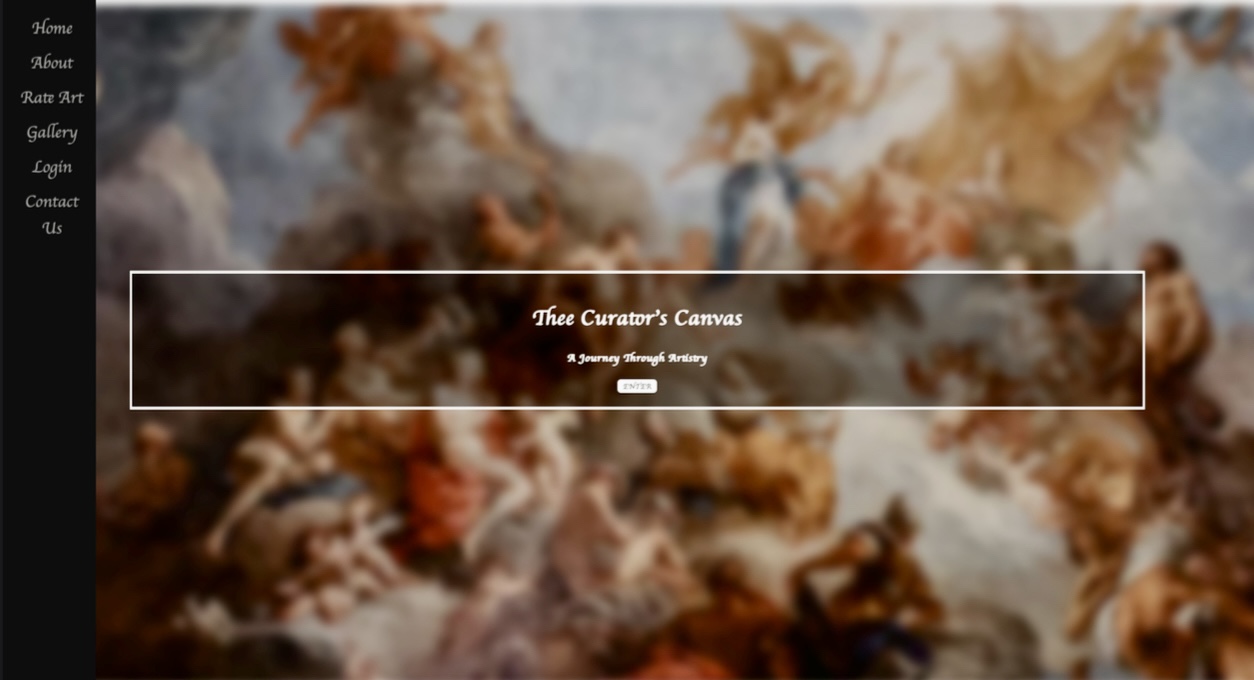 Home
About
Rate Art
Gallery
Login
Contact
Us
Thee Curator's Canvas
A Journey Through Artistry
ENTER